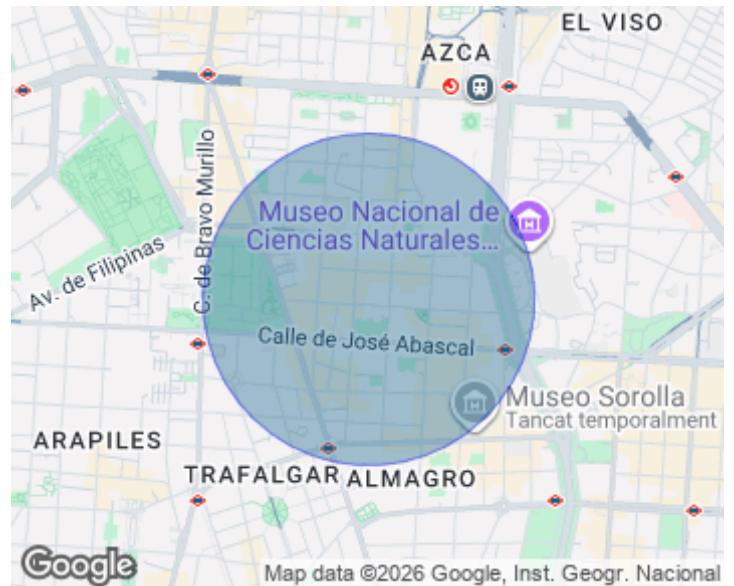 EL VISO
AZCA
C. de Bravo Murillo
Museo Nacional de
Ciencias Naturales...
Av. de Filipinas
Calle de José Abascal
Museo Sorolla
Tancat temporalment
ARAPILES
TRAFALGAR
ALMAGRO
Google
Map data ©2026 Google, Inst. Geogr. Nacional